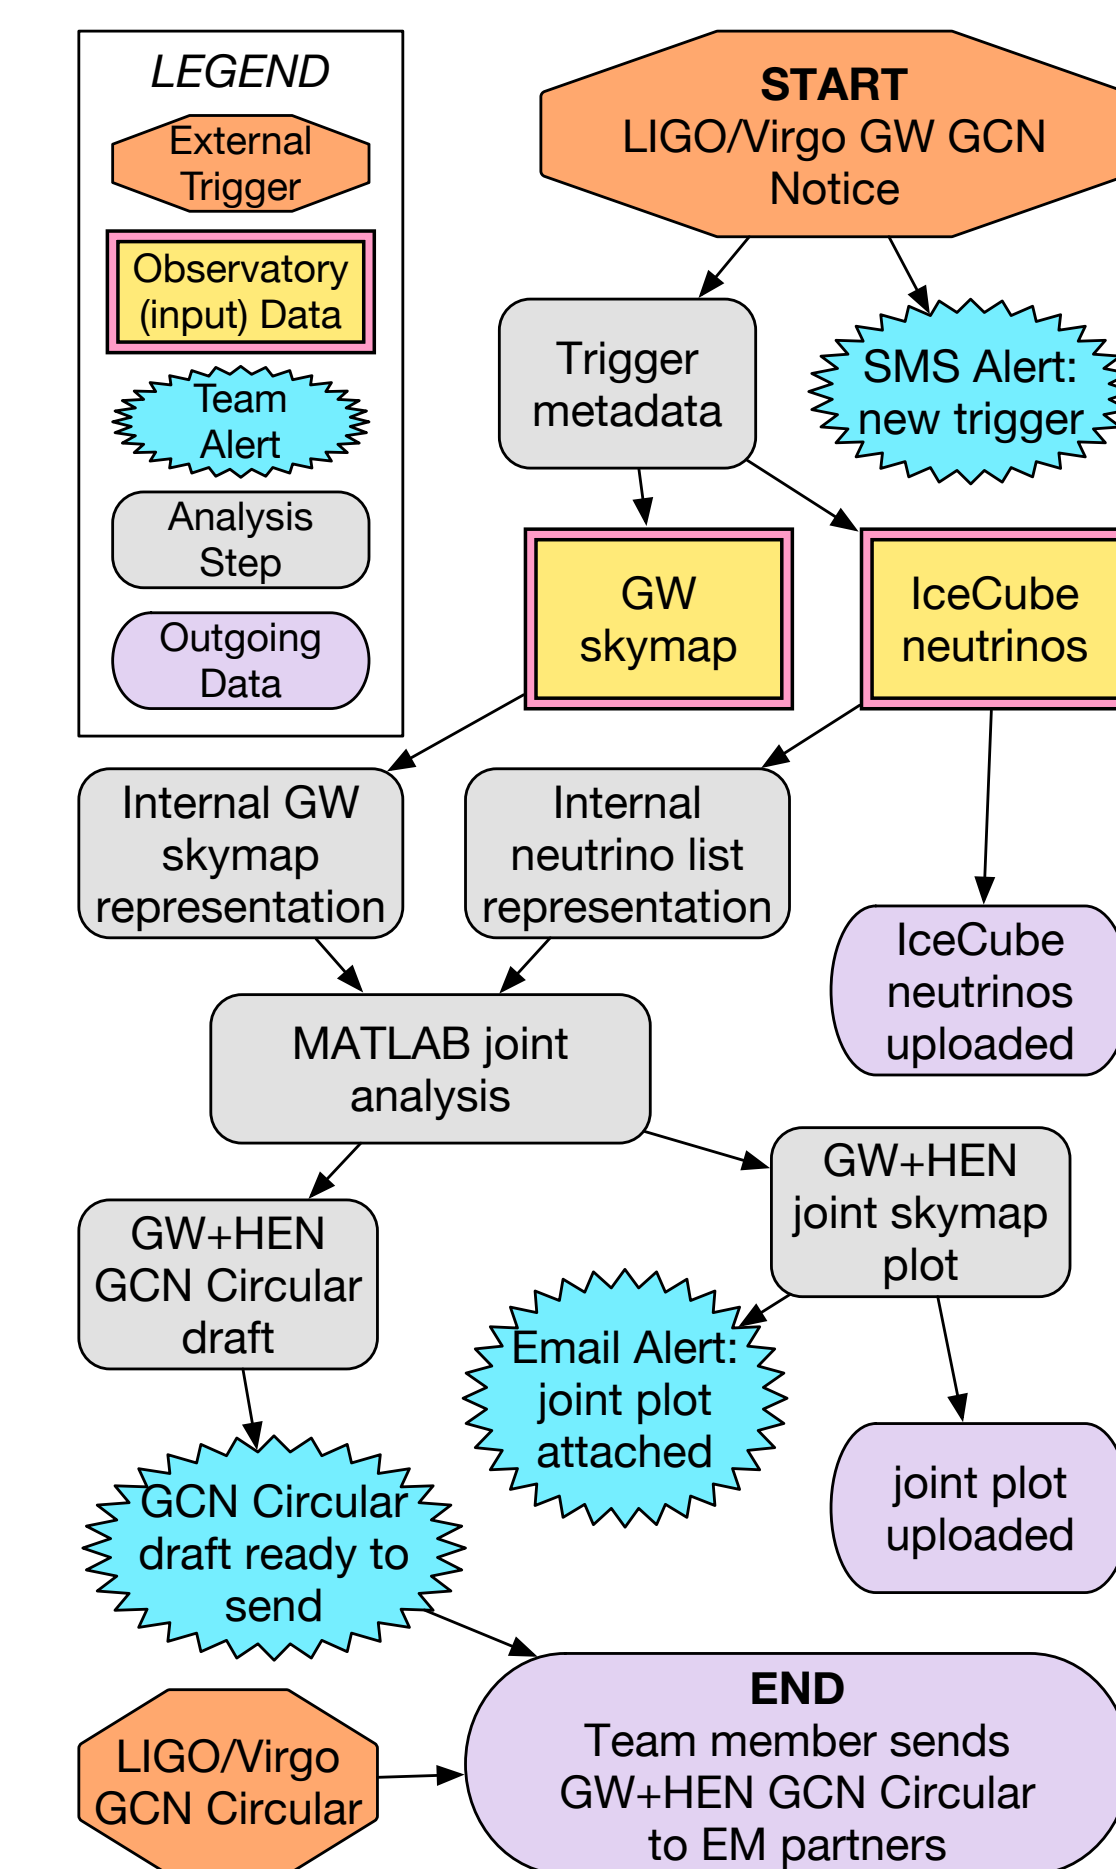 LEGEND
External
Trigger
Observatory
(input) Data
Team
Alert
Analysis
Step
Outgoing
Data
START
LIGO/Virgo GW GCN
Notice
Trigger
metadata
SMS Alert:
new trigger
GW
skymap
IceCube
neutrinos
Internal GW
skymap
representation
Internal
neutrino list
representation
IceCube
neutrinos
uploaded
MATLAB joint
analysis
GW+HEN
joint skymap
plot
GW+HEN
GCN Circular
draft
Email Alert:
joint plot
attached
joint plot
uploaded
GCN Circular
draft ready to
send
LIGO/Virgo
GCN Circular
END
Team member sends
GW+HEN GCN Circular
to EM partners